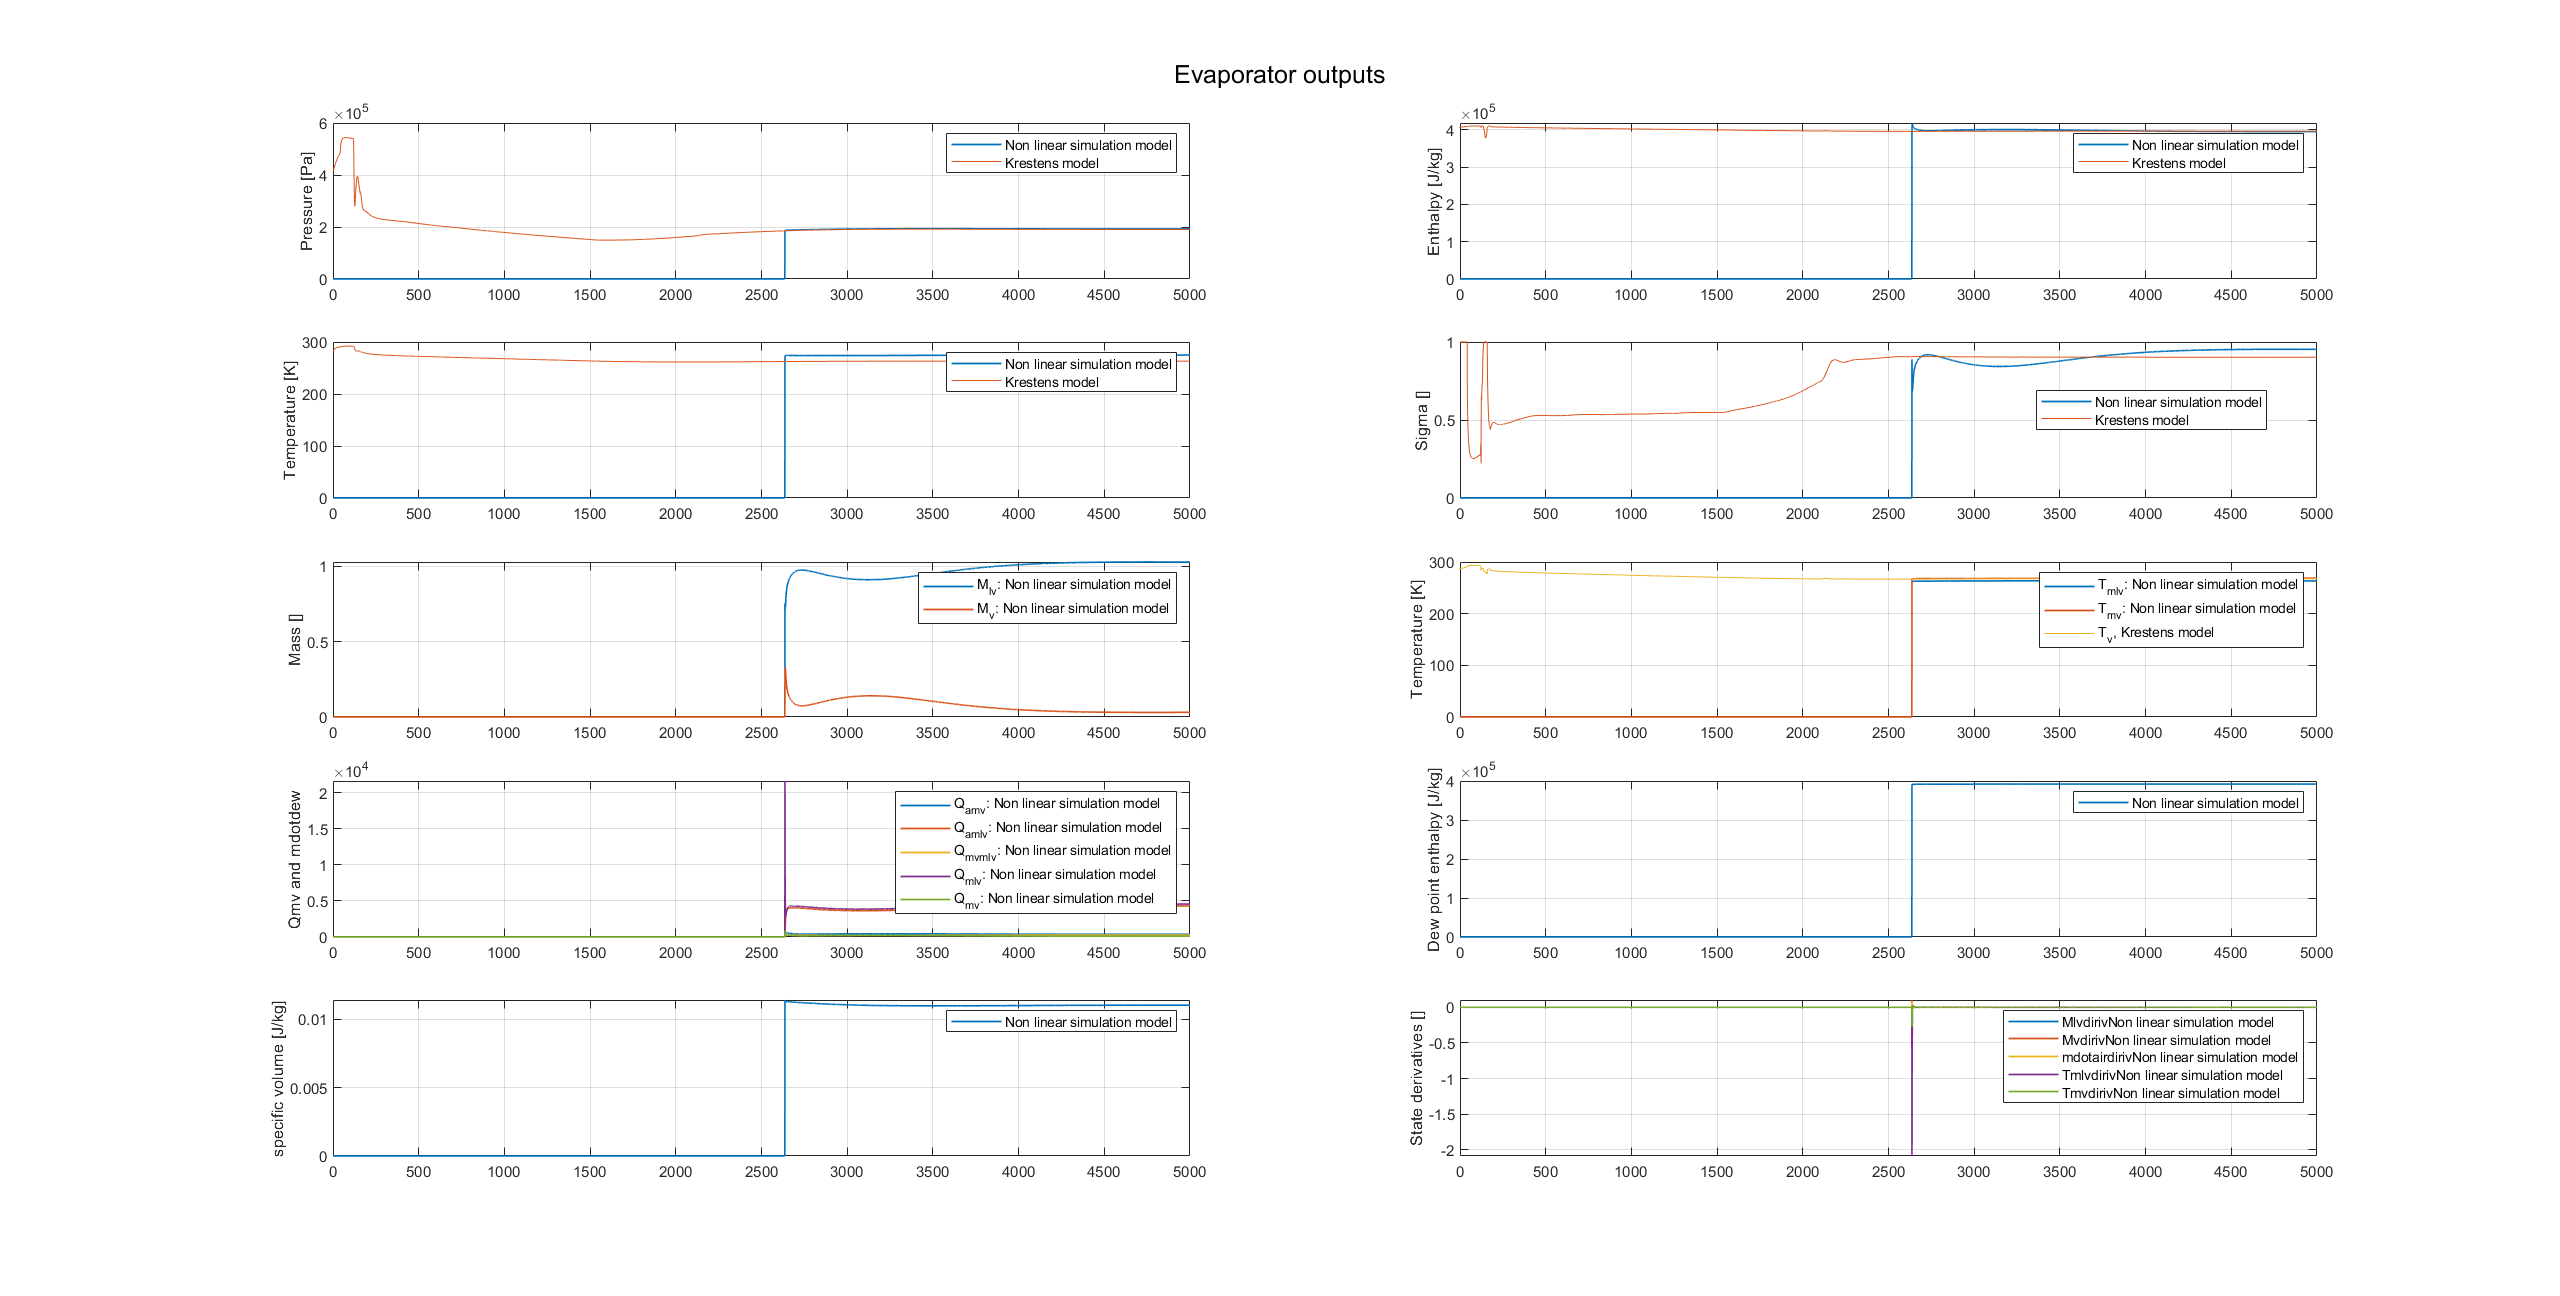 Evaporator outputs
×10^5
Pressure [Pa]
6
4
2
0
0 500 1000 1500 2000 2500 3000 3500 4000 4500 5000
Non linear simulation model
Krestens model
×10^5
Enthalpy [J/kg]
4
3
2
1
0
0 500 1000 1500 2000 2500 3000 3500 4000 4500 5000
Non linear simulation model
Krestens model
Temperature [K]
300
200
100
0
0 500 1000 1500 2000 2500 3000 3500 4000 4500 5000
Non linear simulation model
Krestens model
Sigma []
1
0.5
0
0 500 1000 1500 2000 2500 3000 3500 4000 4500 5000
Non linear simulation model
Krestens model
Mass []
1
0.5
0
0 500 1000 1500 2000 2500 3000 3500 4000 4500 5000
M_lv: Non linear simulation model
M_v: Non linear simulation model
Temperature [K]
300
200
100
0
0 500 1000 1500 2000 2500 3000 3500 4000 4500 5000
T_mlv: Non linear simulation model
T_mv: Non linear simulation model
T_v, Krestens model
×10^4
Qmv and mdotdew
2
1.5
1
0.5
0
0 500 1000 1500 2000 2500 3000 3500 4000 4500 5000
Q_amv: Non linear simulation model
Q_amlv: Non linear simulation model
Q_mvmlv: Non linear simulation model
Q_mlv: Non linear simulation model
Q_mv: Non linear simulation model
×10^5
Dew point enthalpy [J/kg]
4
3
2
1
0
0 500 1000 1500 2000 2500 3000 3500 4000 4500 5000
Non linear simulation model
specific volume [J/kg]
0.01
0.005
0
0 500 1000 1500 2000 2500 3000 3500 4000 4500 5000
Non linear simulation model
State derivatives []
0
-0.5
-1
-1.5
-2
0 500 1000 1500 2000 2500 3000 3500 4000 4500 5000
MlvdirivNon linear simulation model
MvdirivNon linear simulation model
mdotairdirivNon linear simulation model
TmlvdirivNon linear simulation model
TmvdirivNon linear simulation model